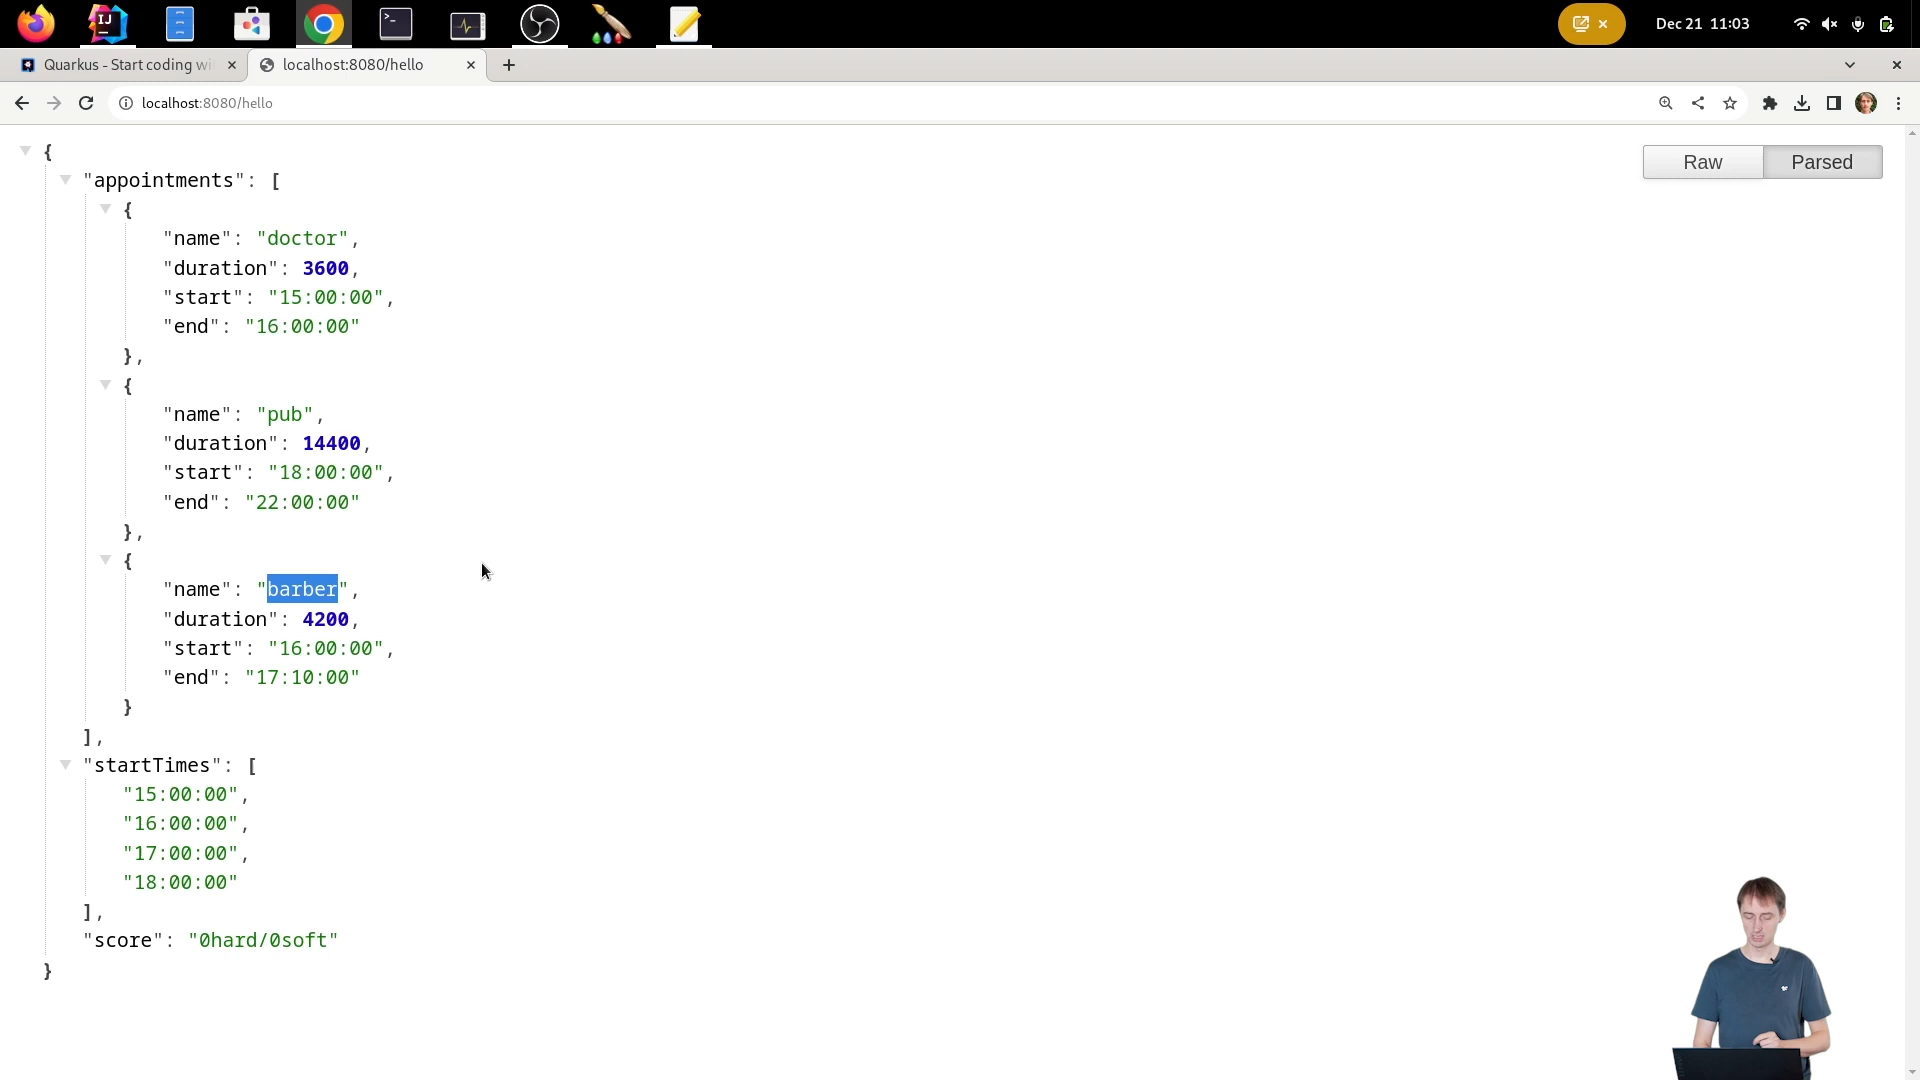 Dec 21 11:03
Quarkus - Start coding wi
localhost:8080/hello
localhost:8080/hello
Raw
Parsed
{
"appointments": [
{
"name": "doctor",
"duration": 3600,
"start": "15:00:00",
"end": "16:00:00"
},
{
"name": "pub",
"duration": 14400,
"start": "18:00:00",
"end": "22:00:00"
},
{
"name": "barber",
"duration": 4200,
"start": "16:00:00",
"end": "17:10:00"
}
],
"startTimes": [
"15:00:00",
"16:00:00",
"17:00:00",
"18:00:00"
],
"score": "0hard/0soft"
}